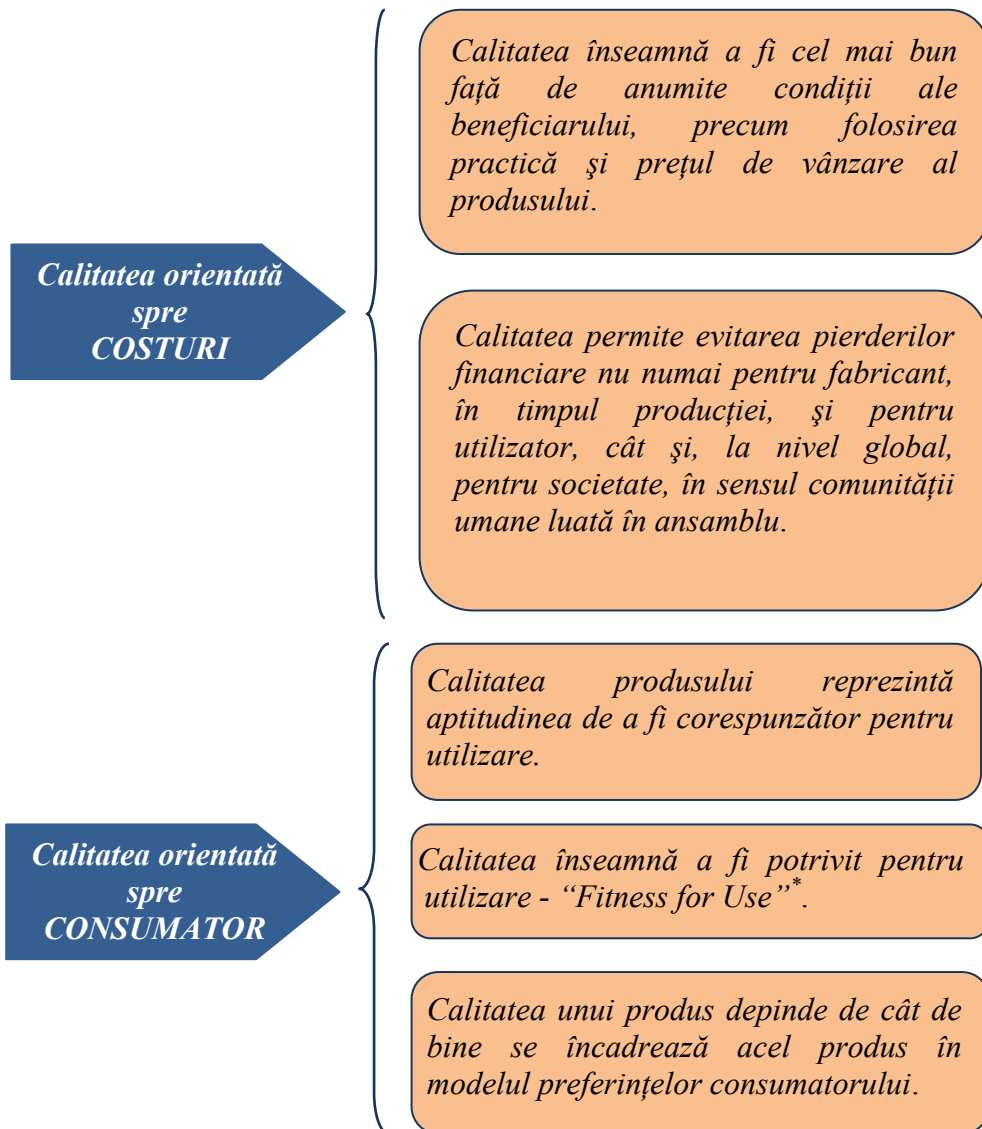 Calitatea înseamnă a fi cel mai bun
față de anumite condiții ale
beneficiarului, precum folosirea
practică şi prețul de vânzare al
produsului.
Calitatea orientată
spre
COSTURI
Calitatea permite evitarea pierderilor
financiare nu numai pentru fabricant,
în timpul producției, şi pentru
utilizator, cât şi, la nivel global,
pentru societate, în sensul comunității
umane luată în ansamblu.
Calitatea produsului reprezintă
aptitudinea de a fi corespunzător pentru
utilizare.
Calitatea orientată
spre
CONSUMATOR
Calitatea înseamnă a fi potrivit pentru
utilizare - “Fitness for Use”*.
Calitatea unui produs depinde de cât de
bine se încadrează acel produs în
modelul preferințelor consumatorului.